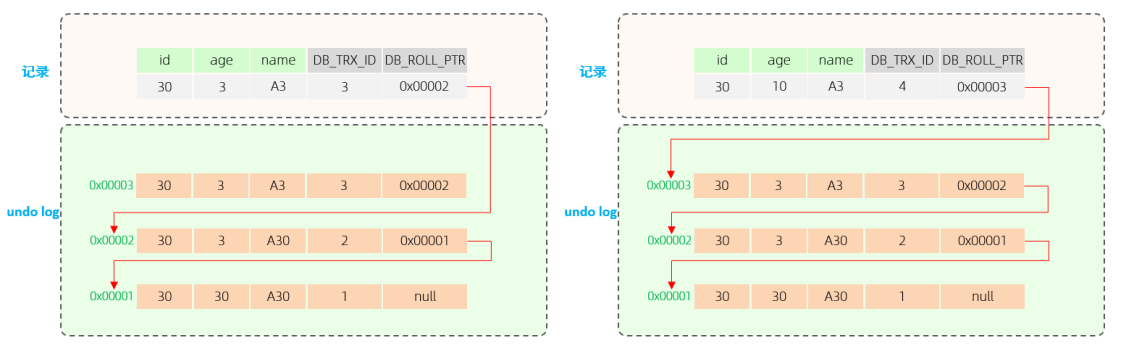 id age name DB_TRX_ID DB_ROLL_PTR
记录
30 3 A3 3 0x00002
0x00003 30 3 A3 3 0x00002
undo log
0x00002 30 3 A30 2 0x00001
0x00001 30 30 A30 1 null
id age name DB_TRX_ID DB_ROLL_PTR
记录
30 10 A3 4 0x00003
0x00003 30 3 A3 3 0x00002
undo log
0x00002 30 3 A30 2 0x00001
0x00001 30 30 A30 1 null